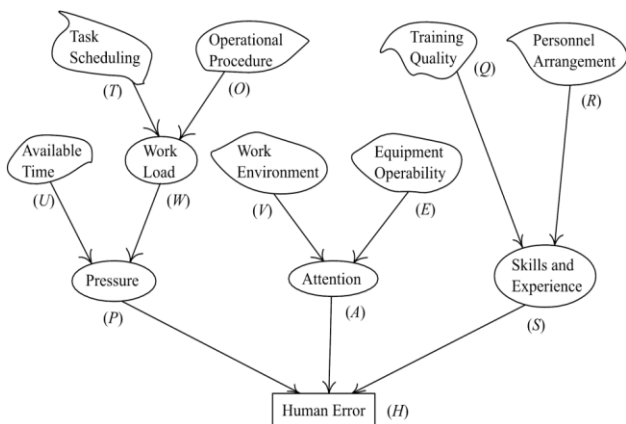 Task
Scheduling
(T)
Operational
Procedure
(O)
Training
Quality
(Q)
Personnel
Arrangement
(R)
Available
Time
(U)
Work
Load
(W)
Work
Environment
(V)
Equipment
Operability
(E)
Pressure
(P)
Attention
(A)
Skills and
Experience
(S)
Human Error
(H)